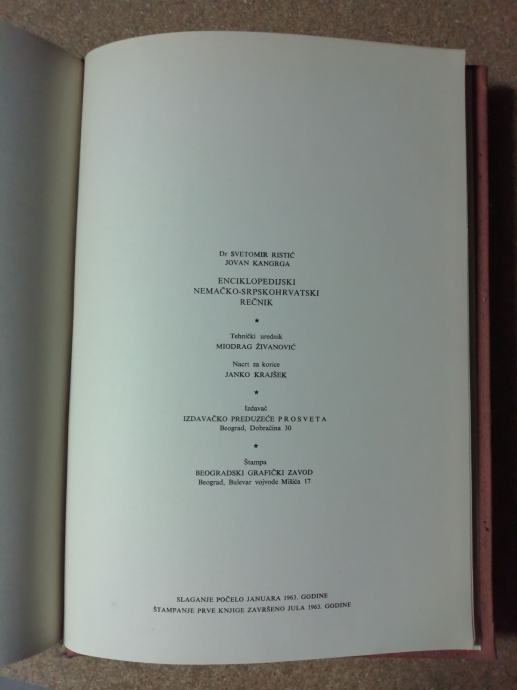 Dr SVETOMIR RISTIĆ
JOVAN KANGRGA
ENCIKLOPEDIJSKI
NEMAČKO-SRPSKOHRVATSKI
REČNIK
*
Tehnički urednik
MIODRAG ŽIVANOVIĆ
Nacrt za korice
JANKO KRAJŠEK
*
Izdavač
IZDAVAČKO PREDUZEĆE PROSVETA
Beograd, Dobračina 30
*
Štampa
BEOGRADSKI GRAFIČKI ZAVOD
Beograd, Bulevar vojvode Mišića 17
SLAGANJE POČELO JANUARA 1963. GODINE
ŠTAMPANJE PRVE KNJIGE ZAVRŠENO JULA 1963. GODINE